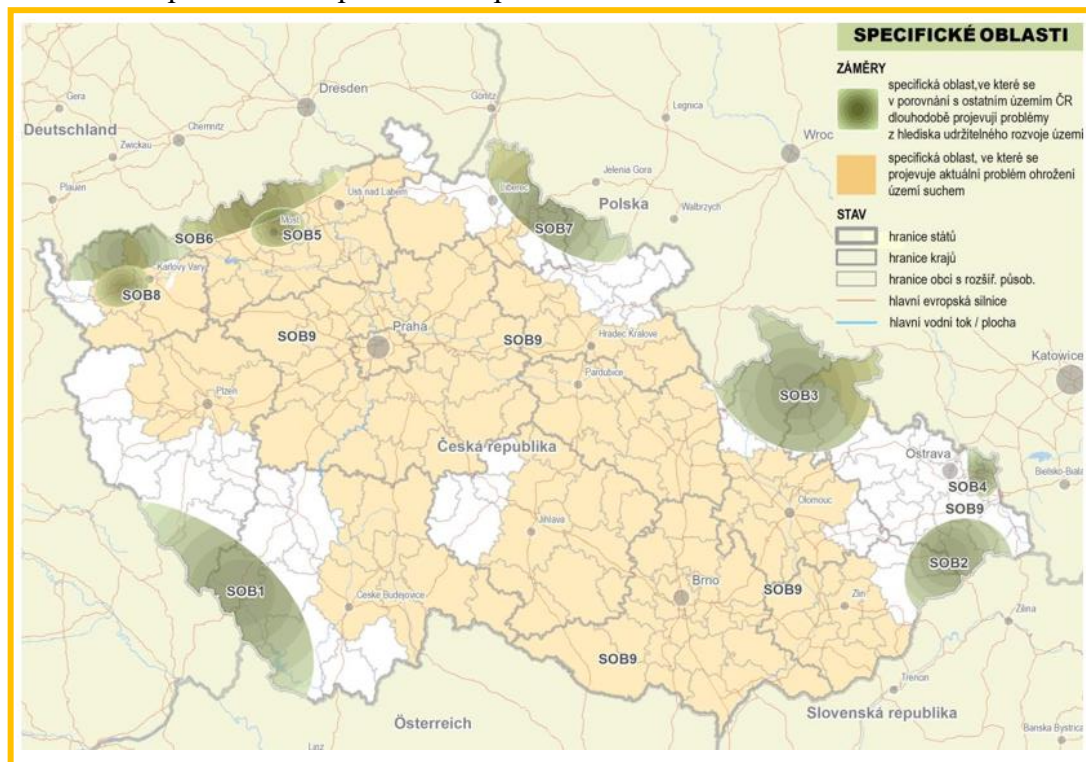 SPECIFICKÉ OBLASTI
ZÁMĚRY
specifická oblast,ve které se
v porovnání s ostatním územím ČR
dlouhodobě projevují problémy
z hlediska udržitelného rozvoje území
specifická oblast, ve které se
projevuje aktuální problém ohrožení
území suchem
STAV
hranice států
hranice krajů
hranice obcí s rozšíř. působ.
hlavní evropská silnice
hlavní vodní tok / plocha
Dresden
Görlitz
Gera
Legnica
Deutschland
Chemnitz
Wroc
Zwickau
Jelenia Gora
Plauen
Ústí nad Labem
Liberec
Polska
Walbrzych
Most
SOB5
SOB6
SOB7
Karlovy Vary
SOB8
SOB9
Praha
SOB9
Hradec Kralove
Katowice
Pardubice
Plzeň
SOB3
Česká republika
Ostrava
Bielsko-Biala
SOB4
SOB9
Olomouc
Jihlava
SOB2
SOB1
Brno
SOB9
České Budejovice
Zlín
Žilina
SOB9
Trencin
Slovenská republika
Österreich
Linz
Banska Bystrica